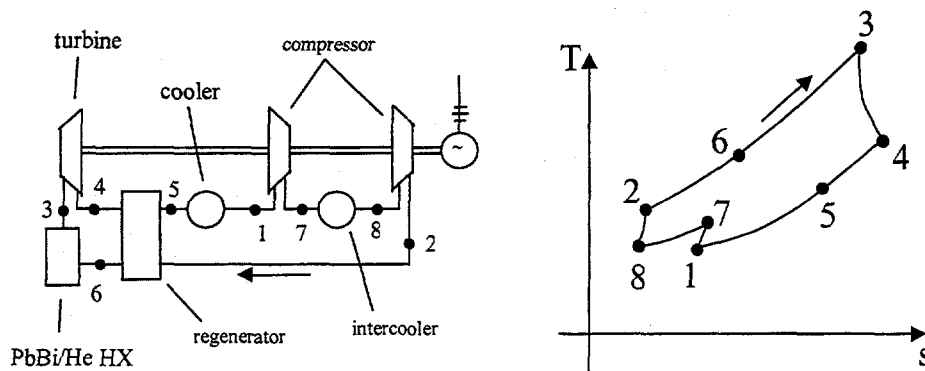 turbine
compressor
cooler
~
3
4
5
1
7
8
2
6
regenerator
intercooler
PbBi/He HX
T
3
6
4
2
7
5
8
1
s